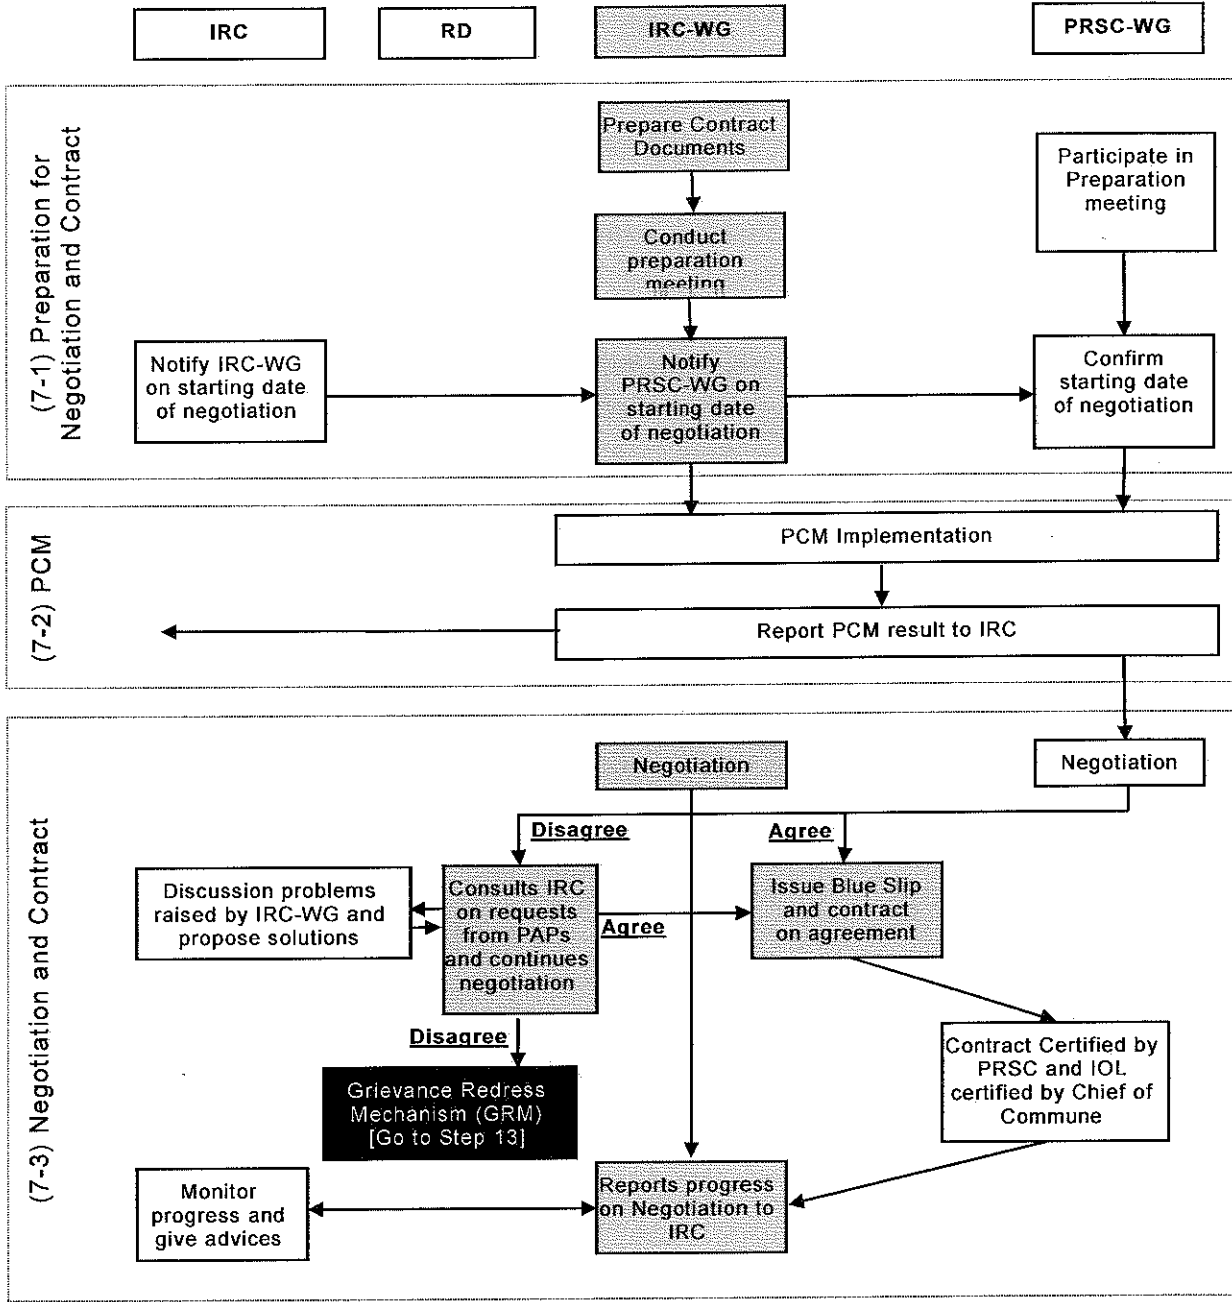 IRC
RD
IRC-WG
PRSC-WG
(7-1) Preparation for
Negotiation and Contract
Prepare Contract
Documents
Participate in
Preparation
meeting
Conduct
preparation
meeting
Notify IRC-WG
on starting date
of negotiation
Notify
PRSC-WG on
starting date
of negotiation
Confirm
starting date
of negotiation
(7-2) PCM
PCM Implementation
Report PCM result to IRC
(7-3) Negotiation and Contract
Negotiation
Negotiation
Disagree
Agree
Discussion problems
raised by IRC-WG and
propose solutions
Consults IRC
on requests
from PAPs
and continues
negotiation
Agree
Issue Blue Slip
and contract
on agreement
Disagree
Grievance Redress
Mechanism (GRM)
[Go to Step 13]
Contract Certified by
PRSC and IOL
certified by Chief of
Commune
Monitor
progress and
give advices
Reports progress
on Negotiation to
IRC